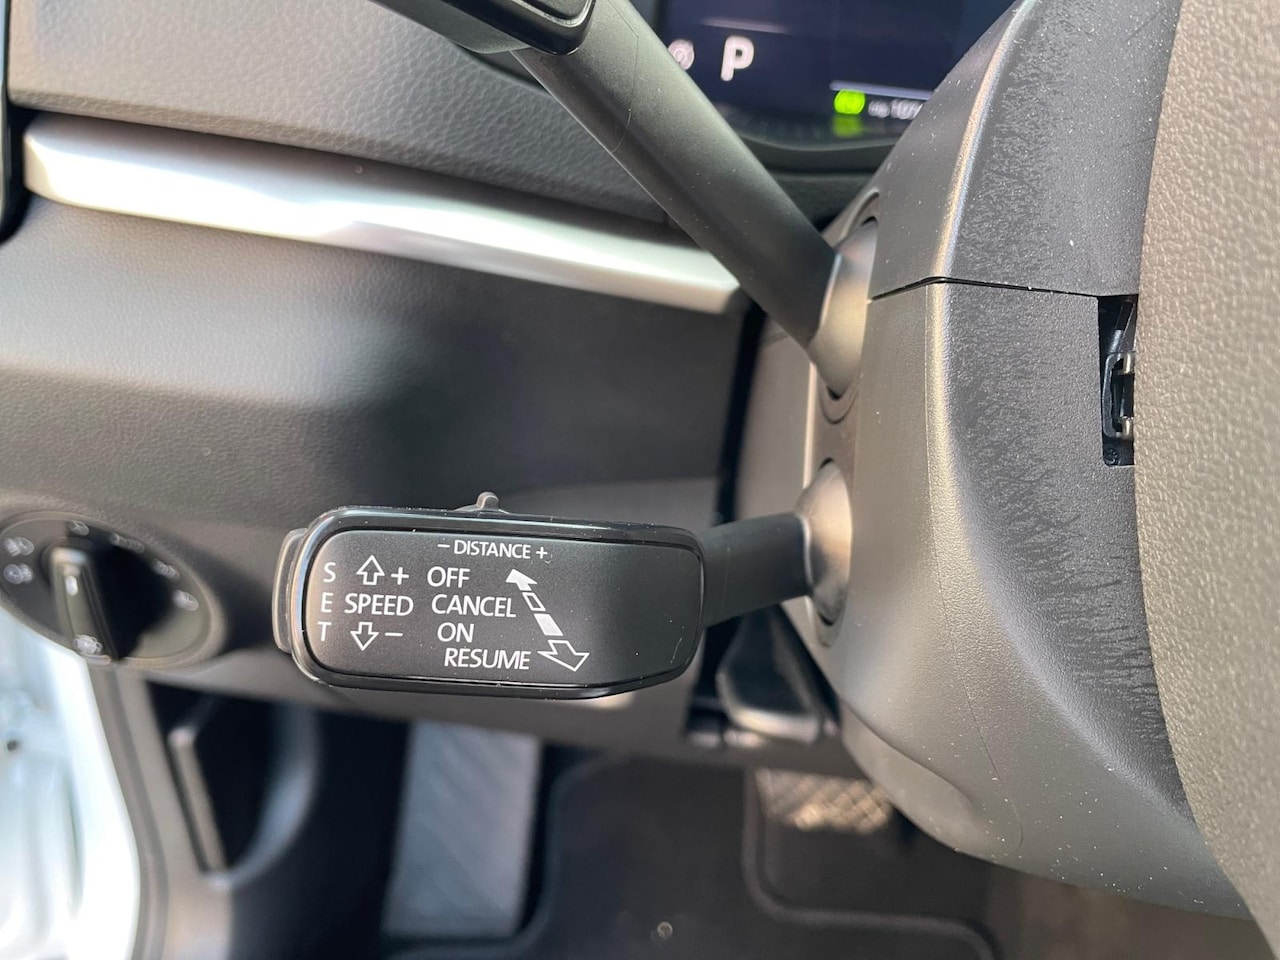 P
– DISTANCE +
S + OFF
E SPEED CANCEL
T – ON
RESUME